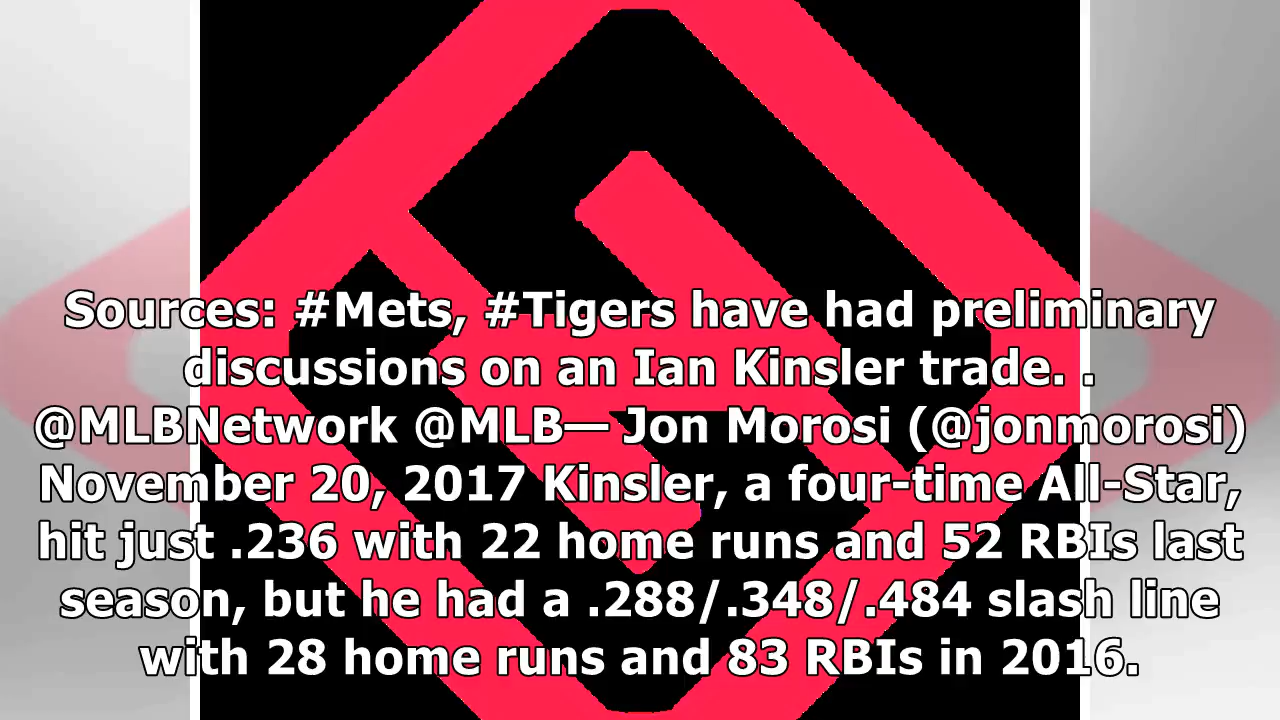 Sources: #Mets, #Tigers have had preliminary
discussions on an Ian Kinsler trade. .
@MLBNetwork @MLB— Jon Morosi (@jonmorosi)
November 20, 2017 Kinsler, a four-time All-Star,
hit just .236 with 22 home runs and 52 RBIs last
season, but he had a .288/.348/.484 slash line
with 28 home runs and 83 RBIs in 2016.